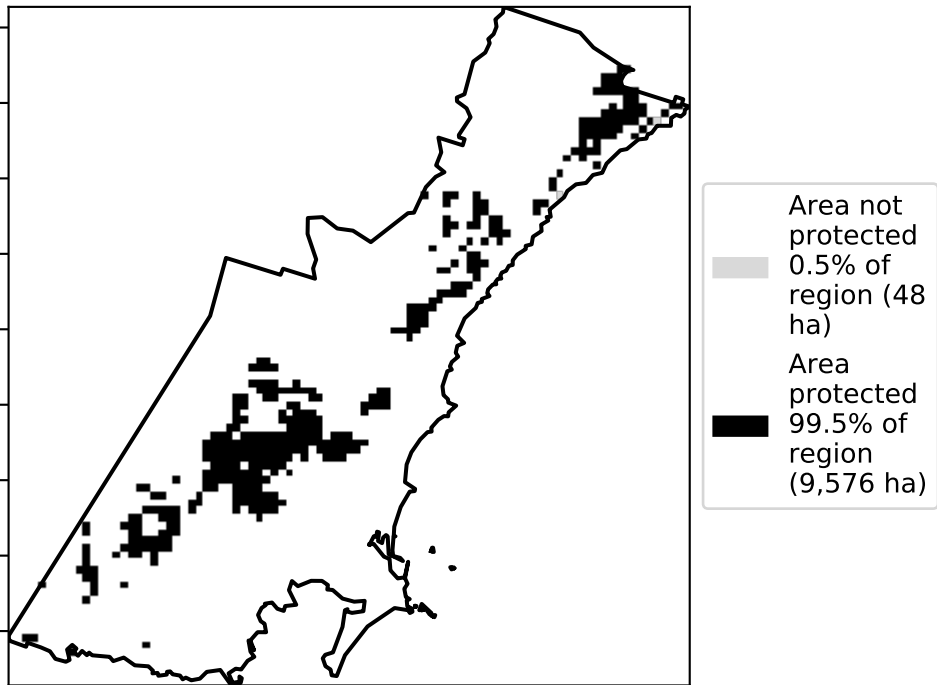 Area not
protected
0.5% of
region (48
ha)
Area
protected
99.5% of
region
(9,576 ha)